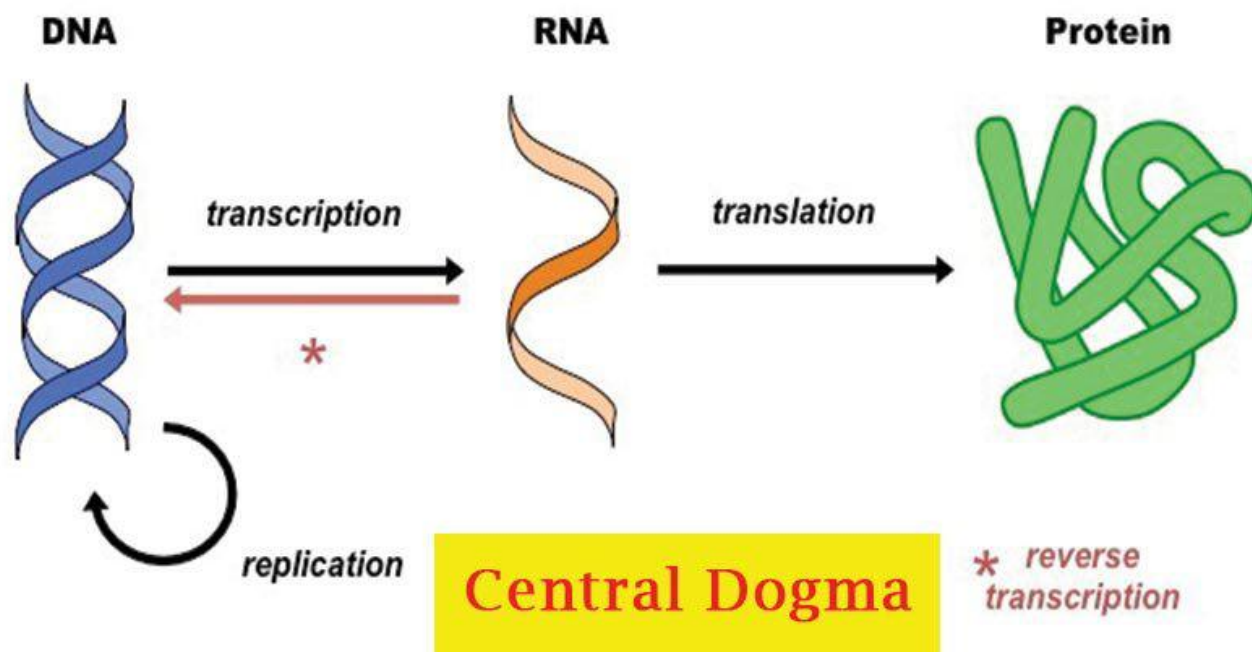 DNA
RNA
Protein
transcription
translation
*
replication
Central Dogma
* reverse
transcription